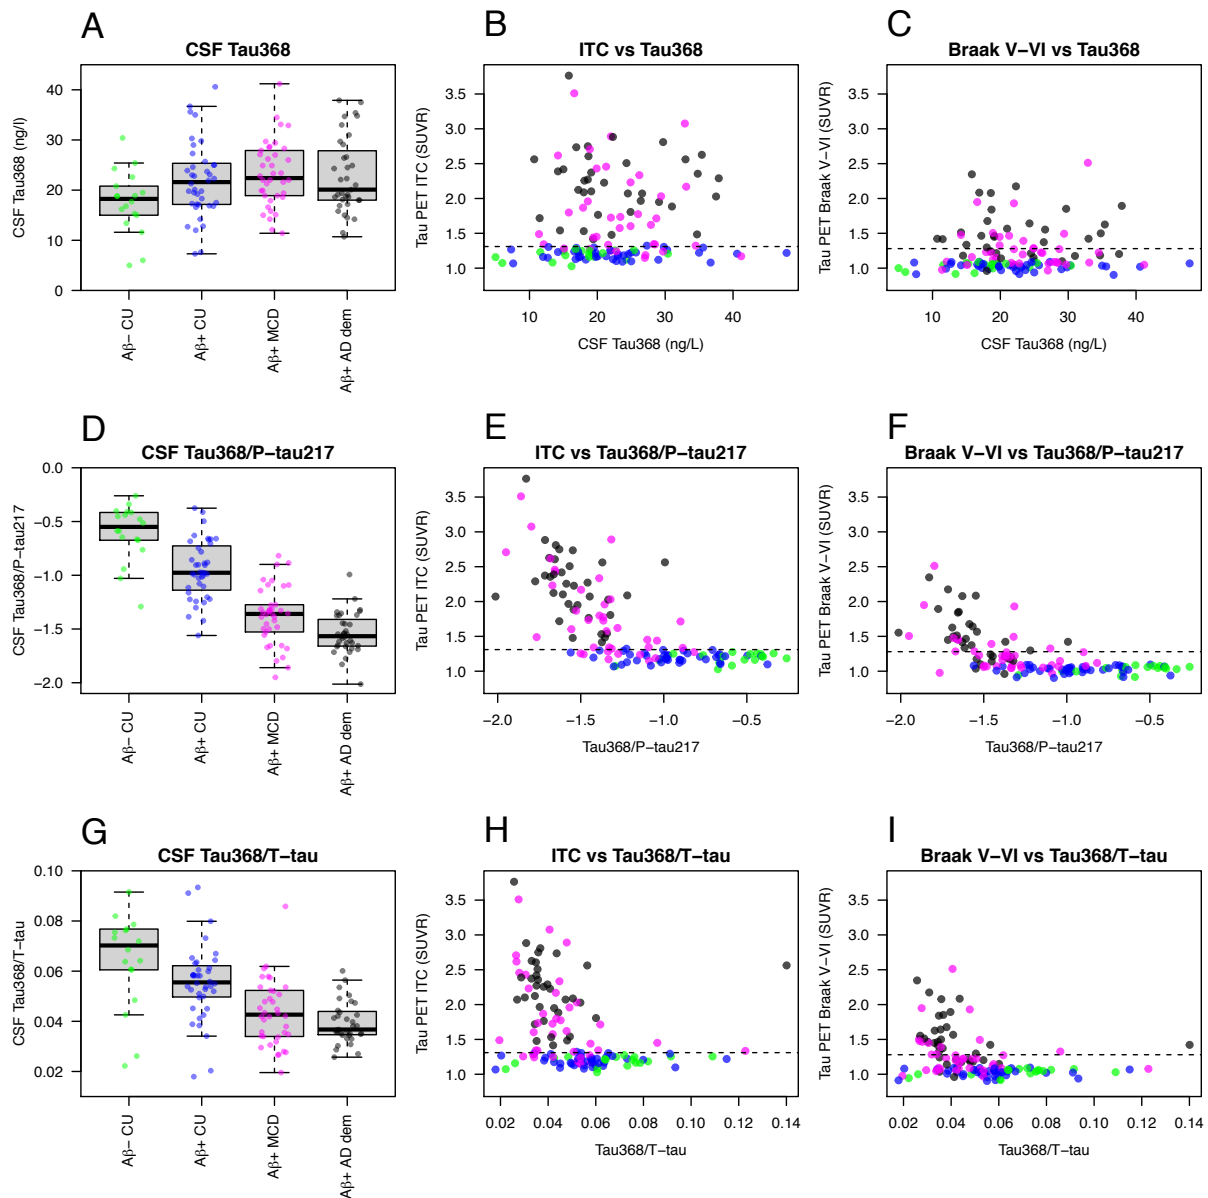 A
CSF Tau368
CSF Tau368 (ng/l)
40
30
20
10
0
Aβ− CU
Aβ+ CU
Aβ+ MCD
Aβ+ AD dem
B
ITC vs Tau368
Tau PET ITC (SUVR)
3.5
3.0
2.5
2.0
1.5
1.0
10 20 30 40
CSF Tau368 (ng/L)
C
Braak V−VI vs Tau368
Tau PET Braak V−VI (SUVR)
3.5
3.0
2.5
2.0
1.5
1.0
10 20 30 40
CSF Tau368 (ng/L)
D
CSF Tau368/P−tau217
CSF Tau368/P−tau217
0.0
−0.5
−1.0
−1.5
−2.0
Aβ− CU
Aβ+ CU
Aβ+ MCD
Aβ+ AD dem
E
ITC vs Tau368/P−tau217
Tau PET ITC (SUVR)
3.5
3.0
2.5
2.0
1.5
1.0
−2.0 −1.5 −1.0 −0.5
Tau368/P−tau217
F
Braak V−VI vs Tau368/P−tau217
Tau PET Braak V−VI (SUVR)
3.5
3.0
2.5
2.0
1.5
1.0
−2.0 −1.5 −1.0 −0.5
Tau368/P−tau217
G
CSF Tau368/T−tau
CSF Tau368/T−tau
0.10
0.08
0.06
0.04
0.02
Aβ− CU
Aβ+ CU
Aβ+ MCD
Aβ+ AD dem
H
ITC vs Tau368/T−tau
Tau PET ITC (SUVR)
3.5
3.0
2.5
2.0
1.5
1.0
0.02 0.04 0.06 0.08 0.10 0.12 0.14
Tau368/T−tau
I
Braak V−VI vs Tau368/T−tau
Tau PET Braak V−VI (SUVR)
3.5
3.0
2.5
2.0
1.5
1.0
0.02 0.04 0.06 0.08 0.10 0.12 0.14
Tau368/T−tau